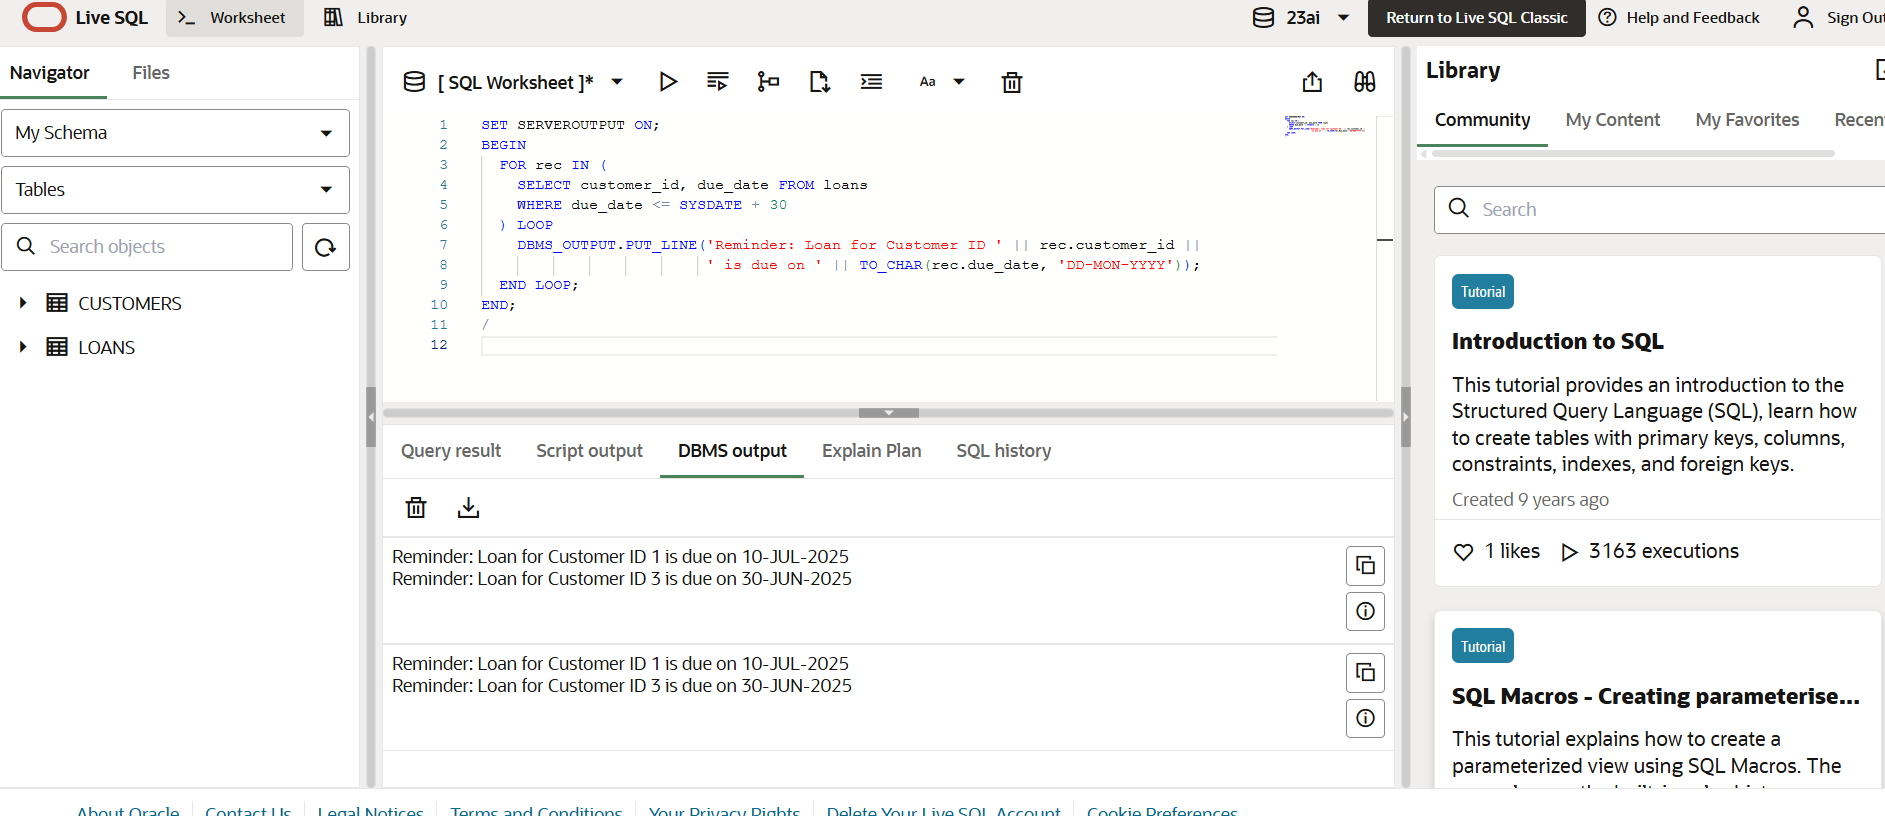 Live SQL
Worksheet
Library
23ai
Return to Live SQL Classic
Help and Feedback
Sign Out
Navigator
Files
My Schema
Tables
Search objects
CUSTOMERS
LOANS
[ SQL Worksheet ]*
Aa
1 SET SERVEROUTPUT ON;
2 BEGIN
3 FOR rec IN (
4 SELECT customer_id, due_date FROM loans
5 WHERE due_date <= SYSDATE + 30
6 ) LOOP
7 DBMS_OUTPUT.PUT_LINE('Reminder: Loan for Customer ID ' || rec.customer_id ||
8 ' is due on ' || TO_CHAR(rec.due_date, 'DD-MON-YYYY'));
9 END LOOP;
10 END;
11 /
12
Query result
Script output
DBMS output
Explain Plan
SQL history
Reminder: Loan for Customer ID 1 is due on 10-JUL-2025
Reminder: Loan for Customer ID 3 is due on 30-JUN-2025
Reminder: Loan for Customer ID 1 is due on 10-JUL-2025
Reminder: Loan for Customer ID 3 is due on 30-JUN-2025
Library
Community
My Content
My Favorites
Recen
Search
Tutorial
Introduction to SQL
This tutorial provides an introduction to the
Structured Query Language (SQL), learn how
to create tables with primary keys, columns,
constraints, indexes, and foreign keys.
Created 9 years ago
1 likes
3163 executions
Tutorial
SQL Macros - Creating parameterise...
This tutorial explains how to create a
parameterized view using SQL Macros. The
About Oracle
Contact Us
Legal Notices
Terms and Conditions
Your Privacy Rights
Delete Your Live SQL Account
Cookie Preferences